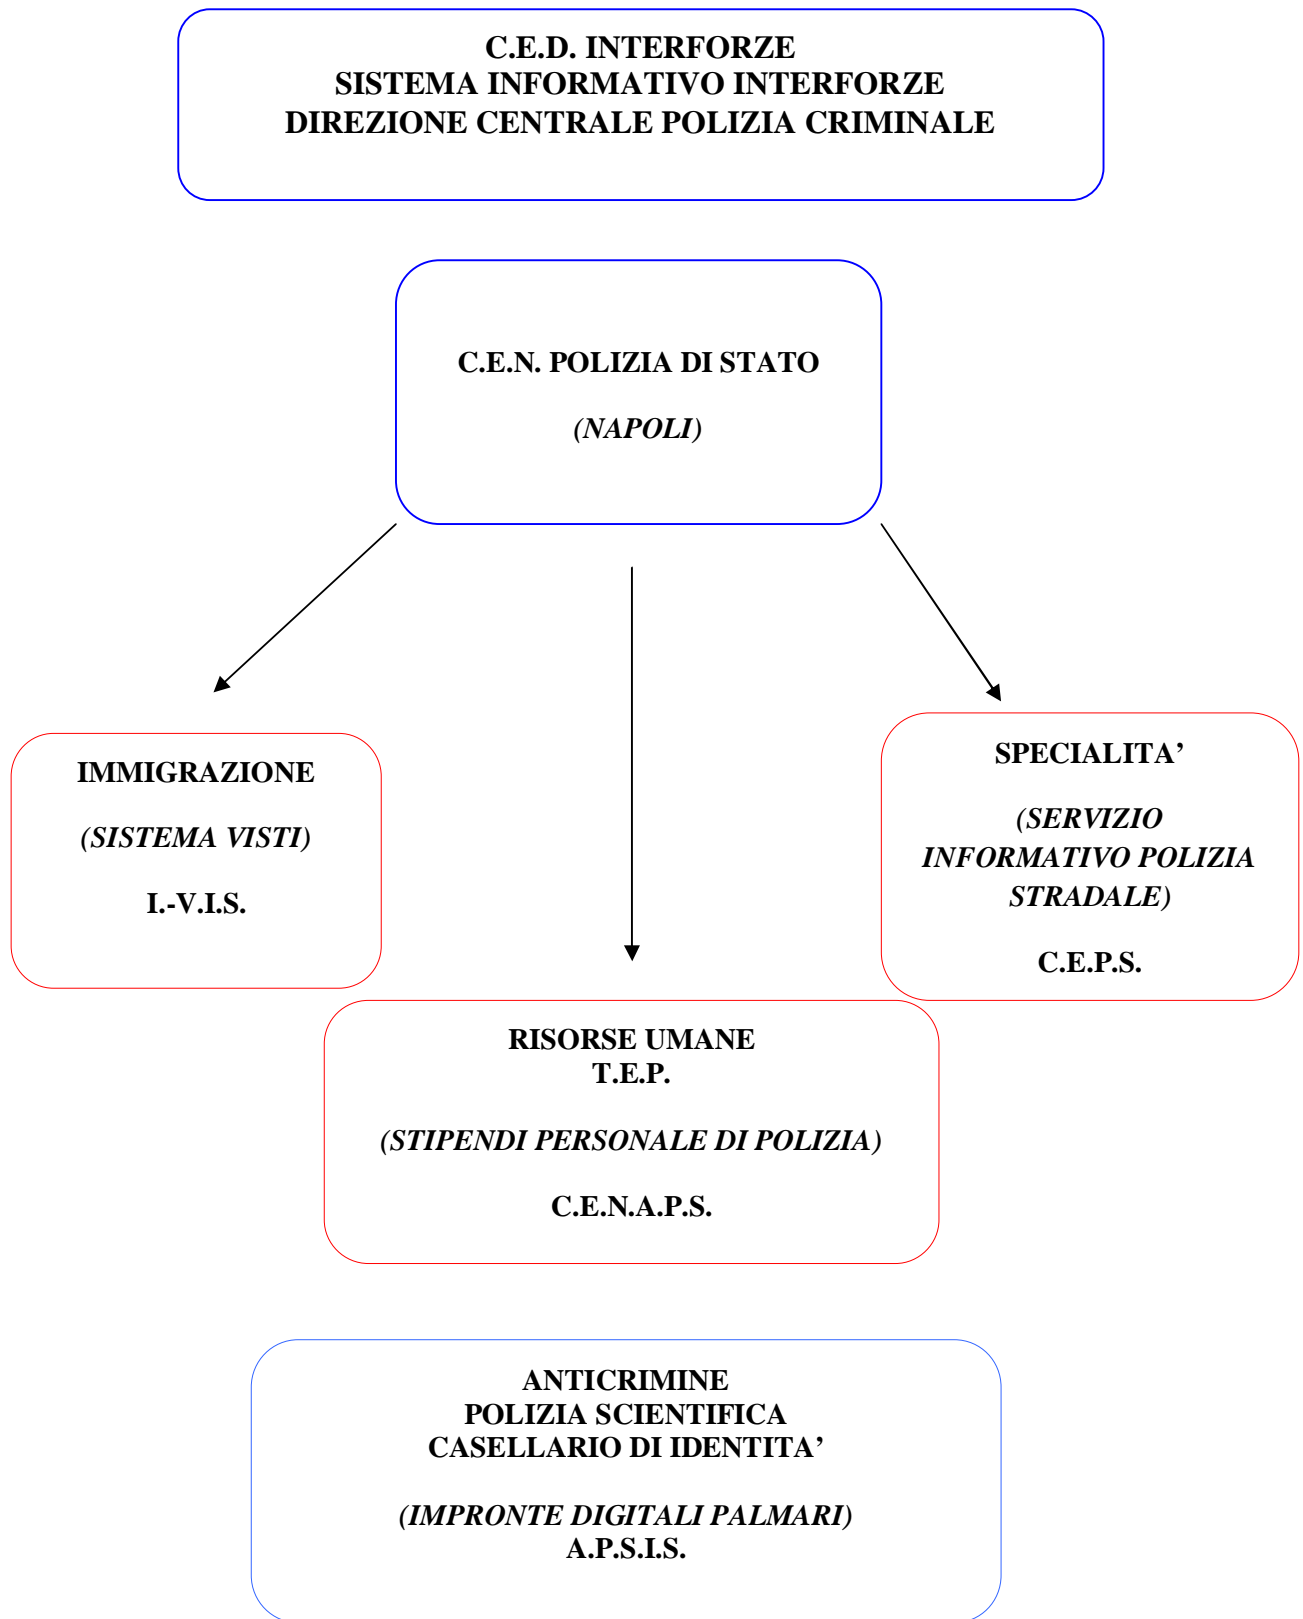 C.E.D. INTERFORZE
SISTEMA INFORMATIVO INTERFORZE
DIREZIONE CENTRALE POLIZIA CRIMINALE
C.E.N. POLIZIA DI STATO
(NAPOLI)
IMMIGRAZIONE
(SISTEMA VISTI)
I.-V.I.S.
SPECIALITA’
(SERVIZIO
INFORMATIVO POLIZIA
STRADALE)
C.E.P.S.
RISORSE UMANE
T.E.P.
(STIPENDI PERSONALE DI POLIZIA)
C.E.N.A.P.S.
ANTICRIMINE
POLIZIA SCIENTIFICA
CASELLARIO DI IDENTITA’
(IMPRONTE DIGITALI PALMARI)
A.P.S.I.S.